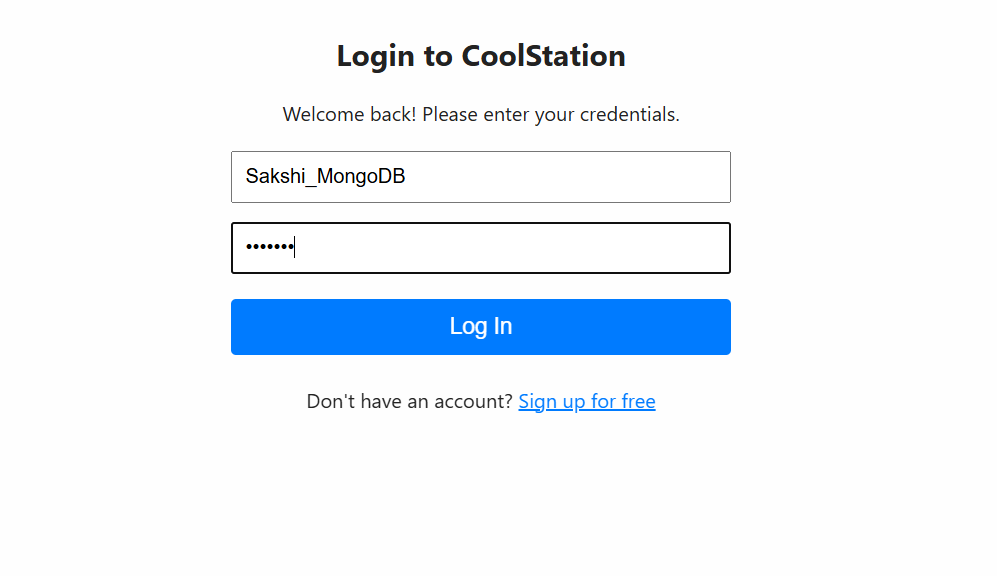 Login to CoolStation
Welcome back! Please enter your credentials.
Sakshi_MongoDB
•••••••
Log In
Don't have an account? Sign up for free